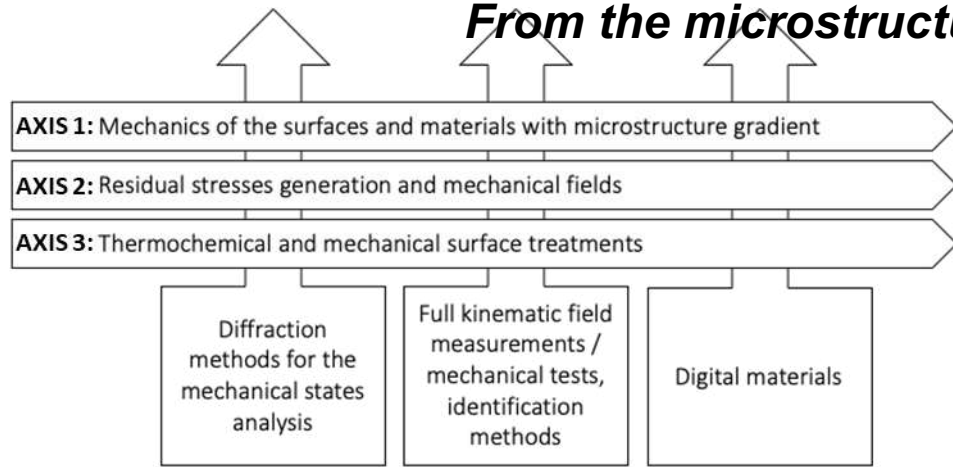 From the microstructu
AXIS 1: Mechanics of the surfaces and materials with microstructure gradient
AXIS 2: Residual stresses generation and mechanical fields
AXIS 3: Thermochemical and mechanical surface treatments
Diffraction
methods for the
mechanical states
analysis
Full kinematic field
measurements /
mechanical tests,
identification
methods
Digital materials